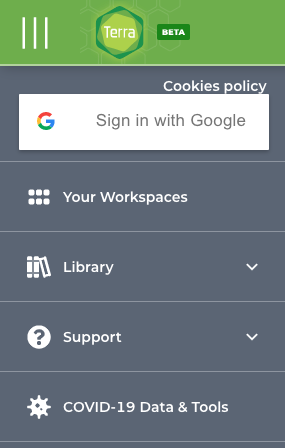 Terra
BETA
Cookies policy
Sign in with Google
Your Workspaces
Library
Support
COVID-19 Data & Tools